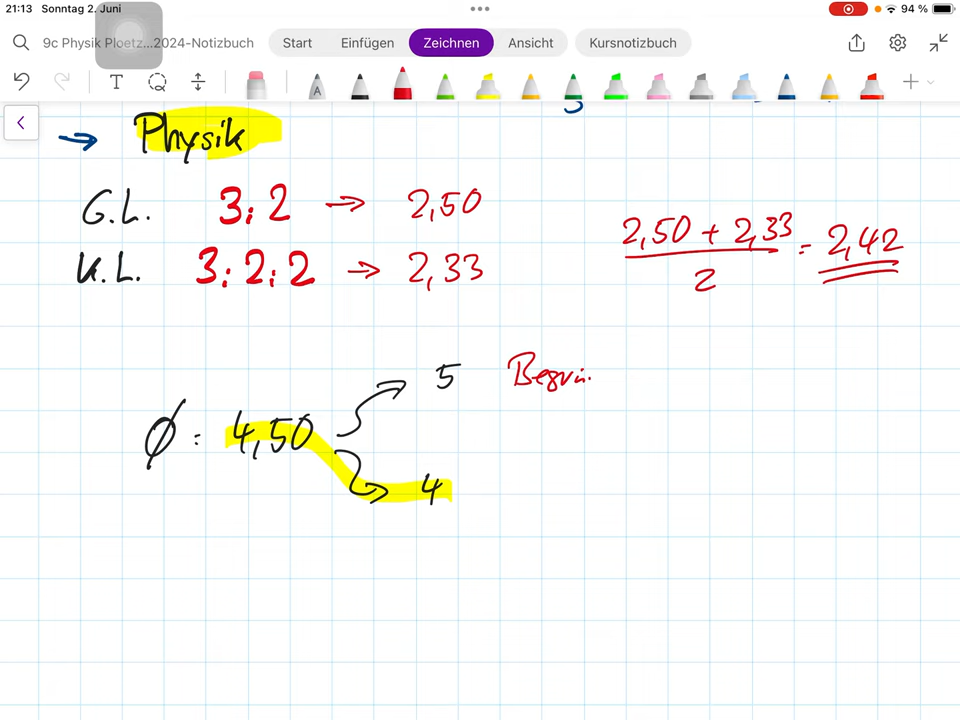 21:13 Sonntag 2. Juni
94 %
9c Physik Ploetz...2024-Notizbuch
Start Einfügen Zeichnen Ansicht Kursnotizbuch
T
A
→ Physik
G.L. 3; 2 → 2,50
K.L. 3; 2; 2 → 2,33
2,50 + 2,33
2
= 2,42
5
ø = 4,50
4